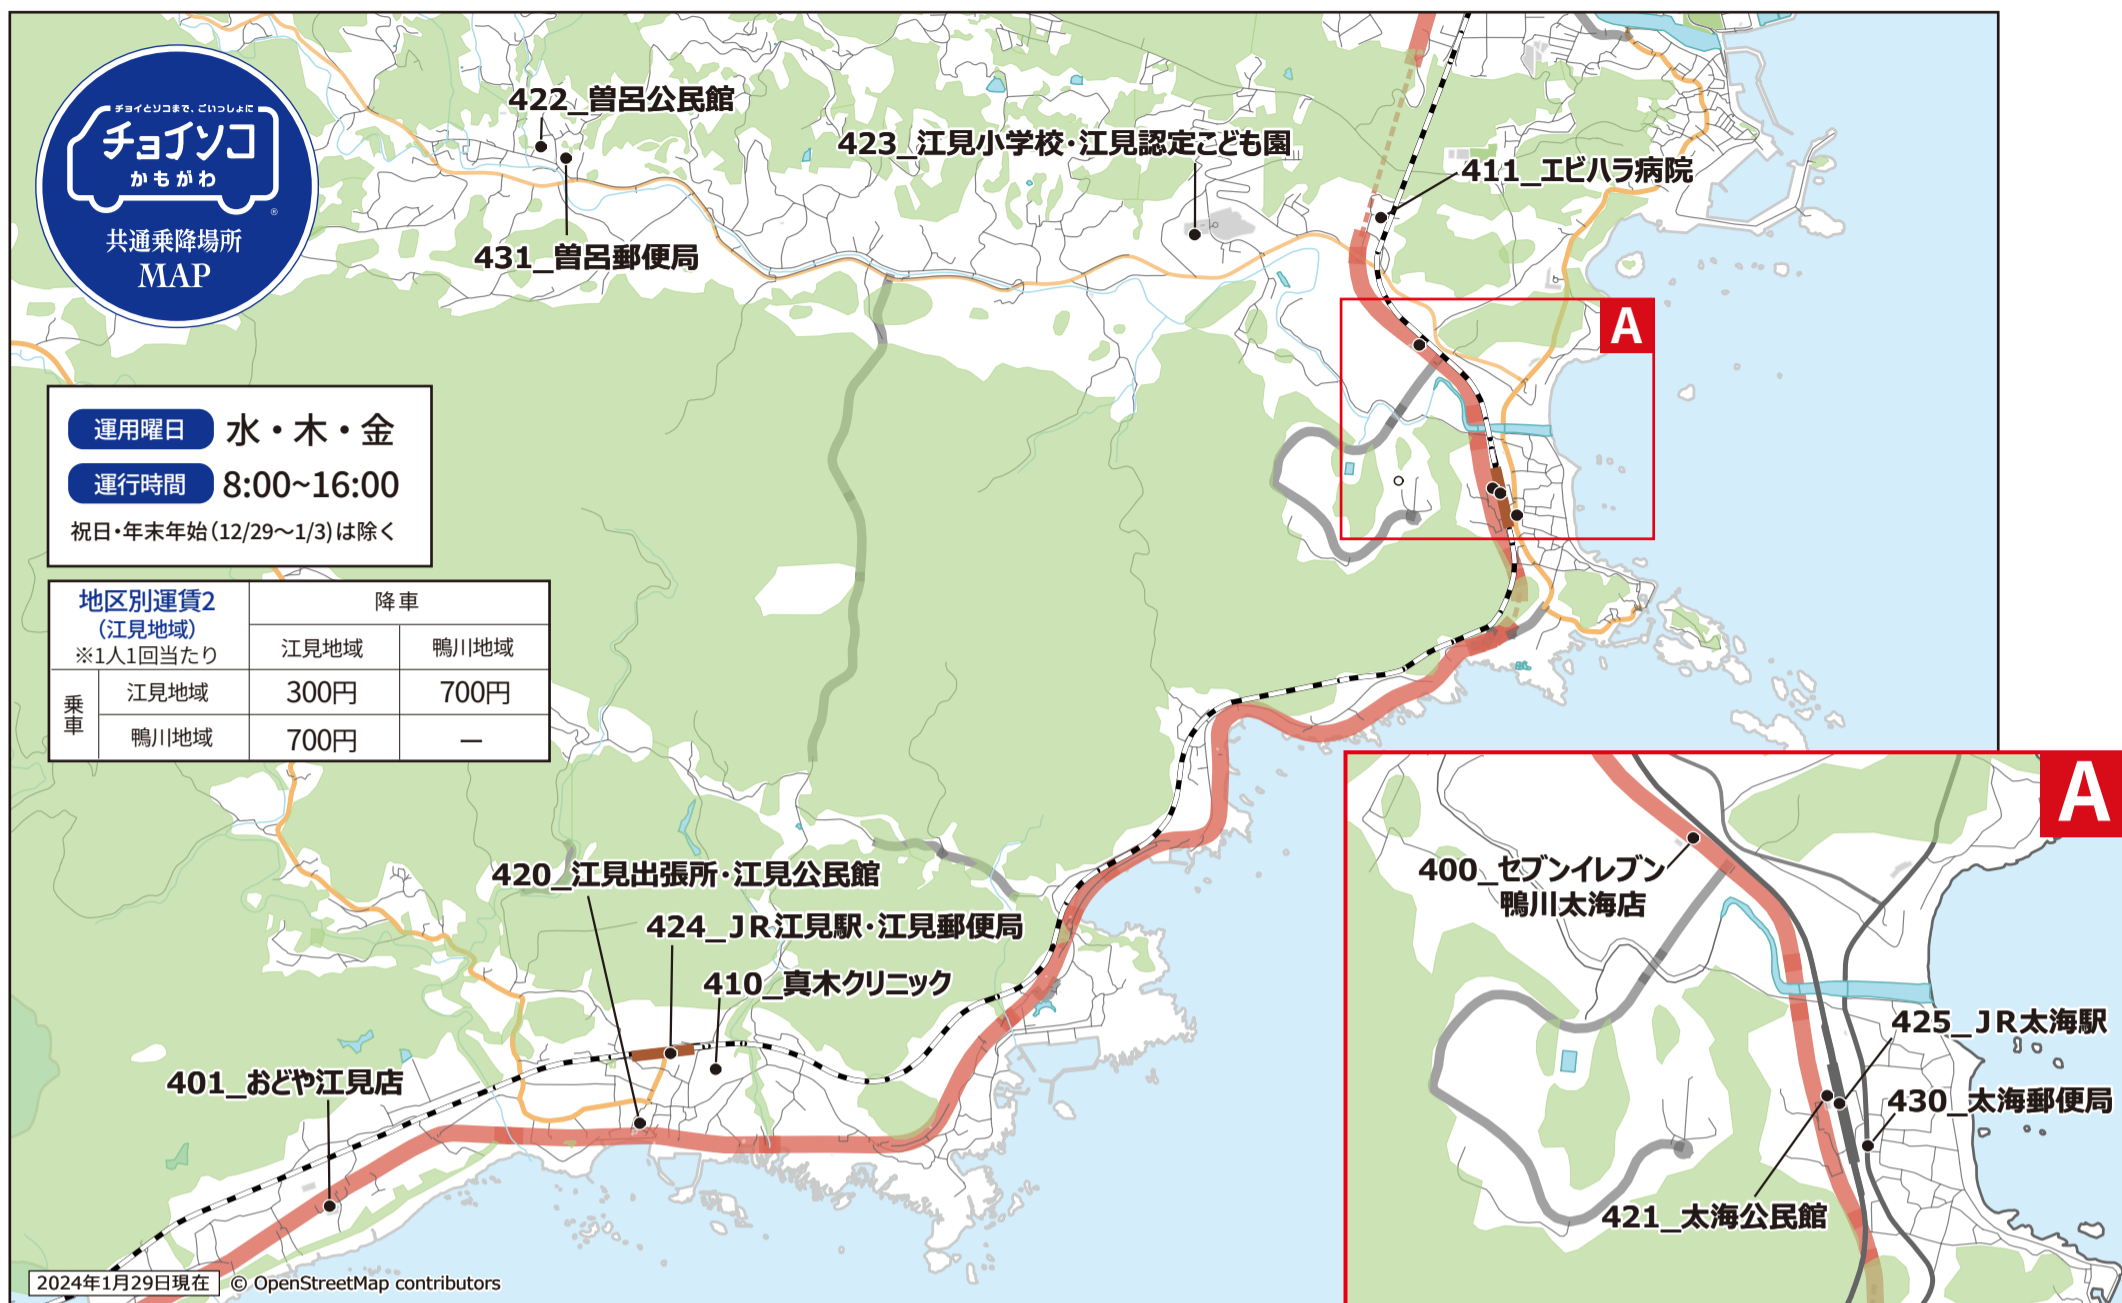 チョイとソコまで、ごいっしょに
チョイソコ
かもがわ
®
共通乗降場所
MAP
422_曽呂公民館
431_曽呂郵便局
423_江見小学校・江見認定こども園
411_エビハラ病院
A
運用曜日 水・木・金
運行時間 8:00~16:00
祝日・年末年始(12/29〜1/3)は除く
地区別運賃2
(江見地域)
※1人1回当たり
降車
江見地域 鴨川地域
乗車
江見地域 300円 700円
鴨川地域 700円 —
420_江見出張所・江見公民館
424_JR江見駅・江見郵便局
410_真木クリニック
401_おどや江見店
A
400_セブンイレブン
鴨川太海店
425_JR太海駅
430_太海郵便局
421_太海公民館
2024年1月29日現在 © OpenStreetMap contributors